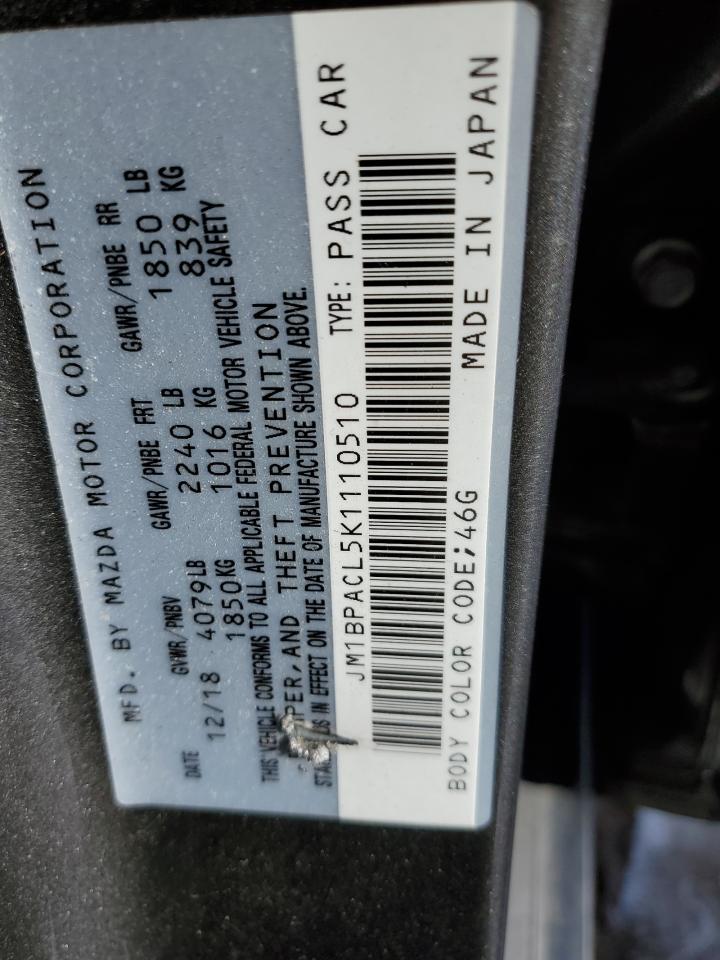 MFD. BY MAZDA MOTOR CORPORATION
DATE GVWR/PNBV GAWR/PNBE FRT GAWR/PNBE RR
12/18 4079LB 2240 LB 1850 LB
1850KG 1016 KG 839 KG
THIS VEHICLE CONFORMS TO ALL APPLICABLE FEDERAL MOTOR VEHICLE SAFETY
AND THEFT PREVENTION
IN EFFECT ON THE DATE OF MANUFACTURE SHOWN ABOVE.
JM1BPACL5K1110510 TYPE: PASS CAR
BODY COLOR CODE;46G MADE IN JAPAN